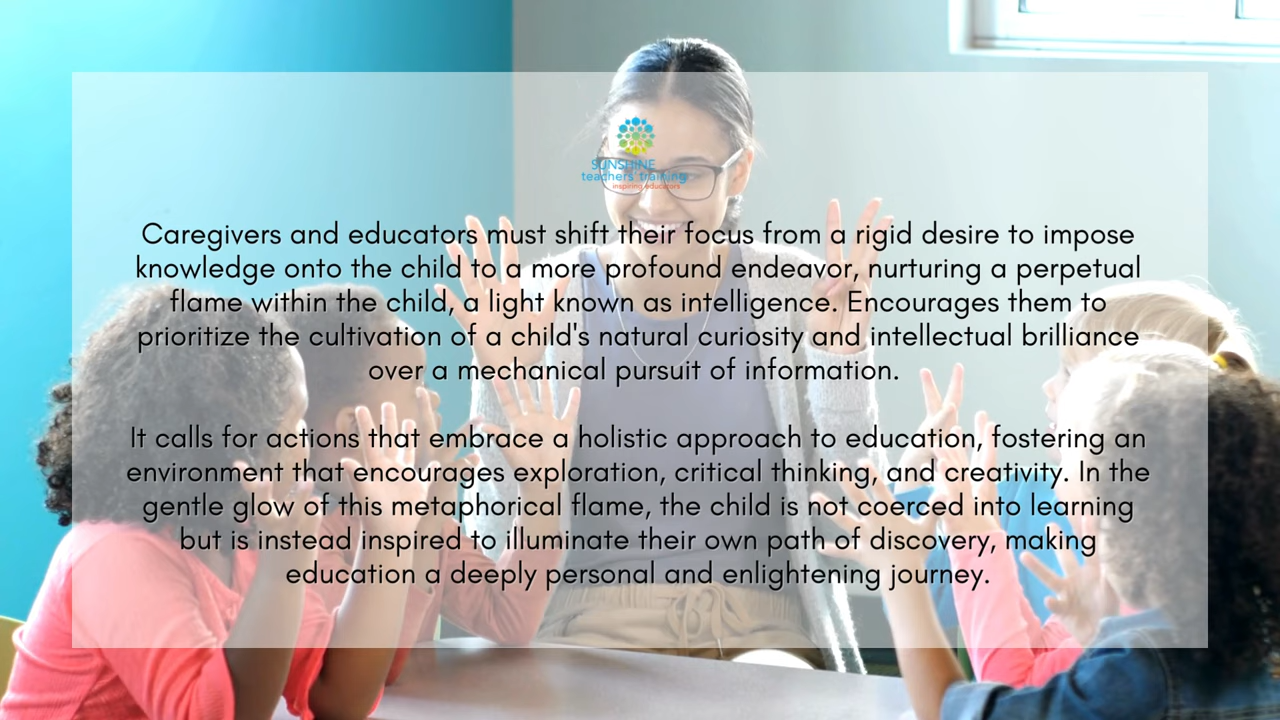 SUNSHINE
teachers' training
inspiring educators
Caregivers and educators must shift their focus from a rigid desire to impose
knowledge onto the child to a more profound endeavor, nurturing a perpetual
flame within the child, a light known as intelligence. Encourages them to
prioritize the cultivation of a child's natural curiosity and intellectual brilliance
over a mechanical pursuit of information.
It calls for actions that embrace a holistic approach to education, fostering an
environment that encourages exploration, critical thinking, and creativity. In the
gentle glow of this metaphorical flame, the child is not coerced into learning
but is instead inspired to illuminate their own path of discovery, making
education a deeply personal and enlightening journey.